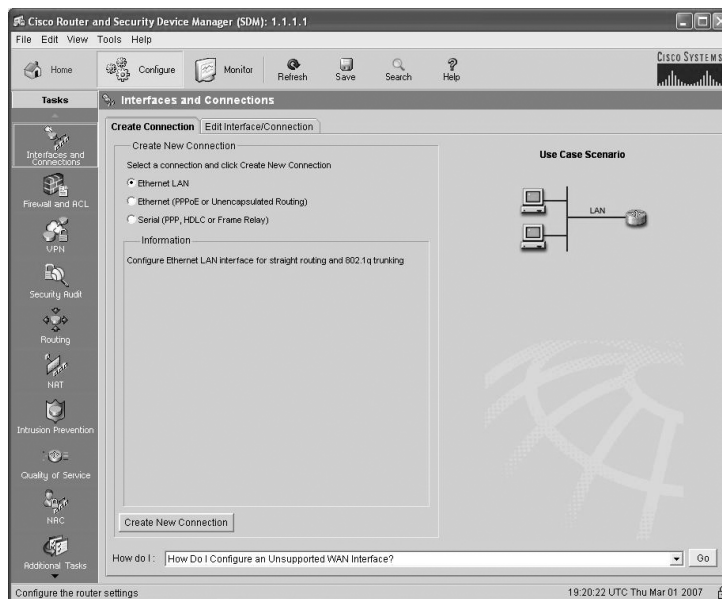 Cisco Router and Security Device Manager (SDM): 1.1.1.1
File Edit View Tools Help
Home Configure Monitor Refresh Save Search Help
CISCO SYSTEMS
Tasks
Interfaces and Connections
Interfaces and
Connections
Firewall and ACL
VPN
Security Audit
Routing
NAT
Intrusion Prevention
Quality of Service
NAC
Additional Tasks
Create Connection Edit Interface/Connection
Create New Connection
Select a connection and click Create New Connection
Ethernet LAN
Ethernet (PPPoE or Unencapsulated Routing)
Serial (PPP, HDLC or Frame Relay)
Information
Configure Ethernet LAN interface for straight routing and 802.1q trunking
Use Case Scenario
LAN
Create New Connection
How do I: How Do I Configure an Unsupported WAN Interface? Go
Configure the router settings 19:20:22 UTC Thu Mar 01 2007